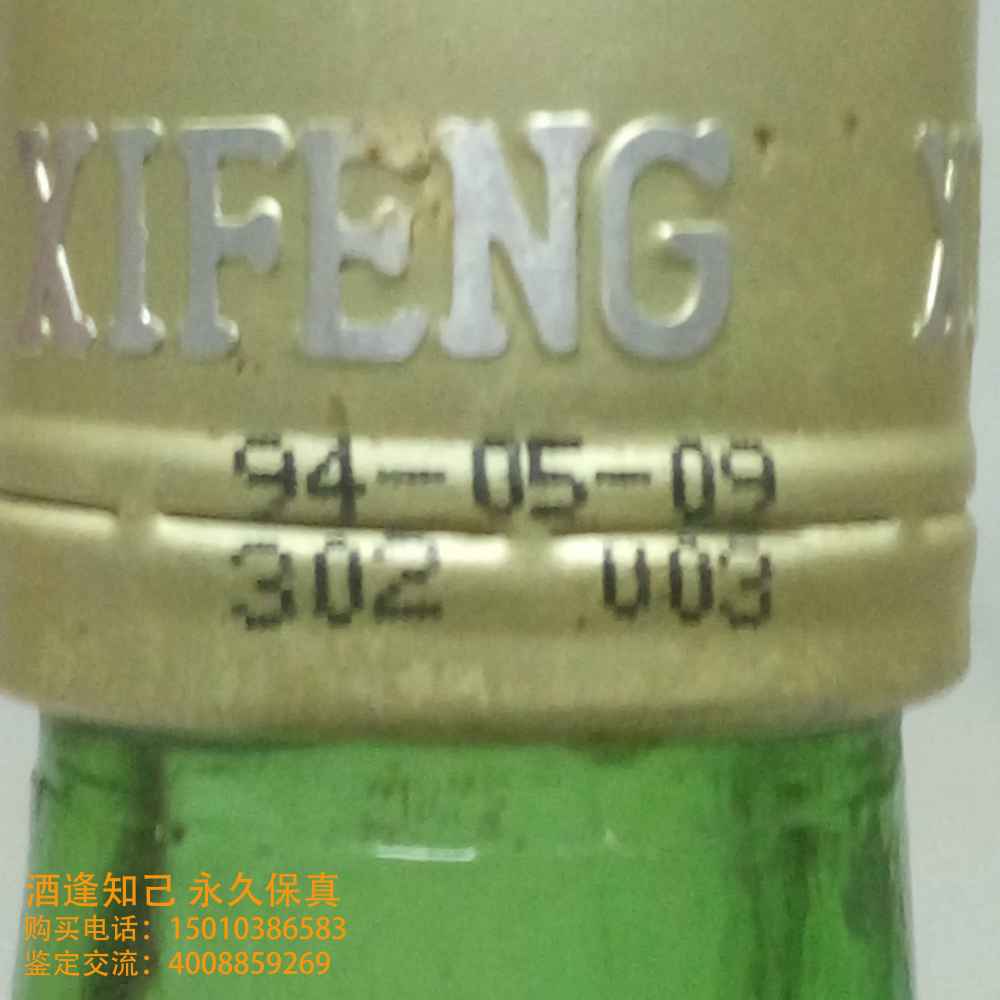 XIFENG
94-05-09
302 003
酒逢知己 永久保真
购买电话：15010386583
鉴定交流：4008859269